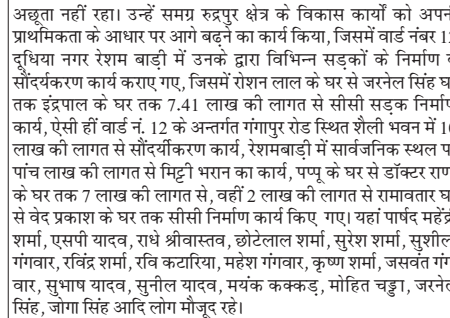 अछूता नहीं रहा। उन्हें समग्र रुद्रपुर क्षेत्र के विकास कार्यों को
प्राथमिकता के आधार पर आगे बढ़ने का कार्य किया, जिसमें वार्ड नंबर
दूधिया नगर रेशम बाड़ी में उनके द्वारा विभिन्न सड़कों के निर्माण
सौंदर्यकरण कार्य कराए गए, जिसमें रोशन लाल के घर से जरनेल सिंह
तक इंद्रपाल के घर तक 7.41 लाख की लागत से सीसी सड़क
कार्य, ऐसी हीं वार्ड नं. 12 के अन्तर्गत गंगापुर रोड स्थित शैली भवन में
लाख की लागत से सौंदर्यीकरण कार्य, रेशमबाड़ी में सार्वजनिक स्थल
पांच लाख की लागत से मिट्टी भरान का कार्य, पप्पू के घर से डॉक्टर
के घर तक 7 लाख की लागत से, वहीं 2 लाख की लागत से रामावतार
से वेद प्रकाश के घर तक सीसी निर्माण कार्य किए गए। यहां पार्षद
शर्मा, एसपी यादव, राधे श्रीवास्तव, छोटेलाल शर्मा, सुरेश शर्मा,
गंगवार, रविंद्र शर्मा, रवि कटारिया, महेश गंगवार, कृष्ण शर्मा, जसवंत गंग
वार, सुभाष यादव, सुनील यादव, मयंक कक्कड़, मोहित चड्डा,
सिंह, जोगा सिंह आदि लोग मौजूद रहे।